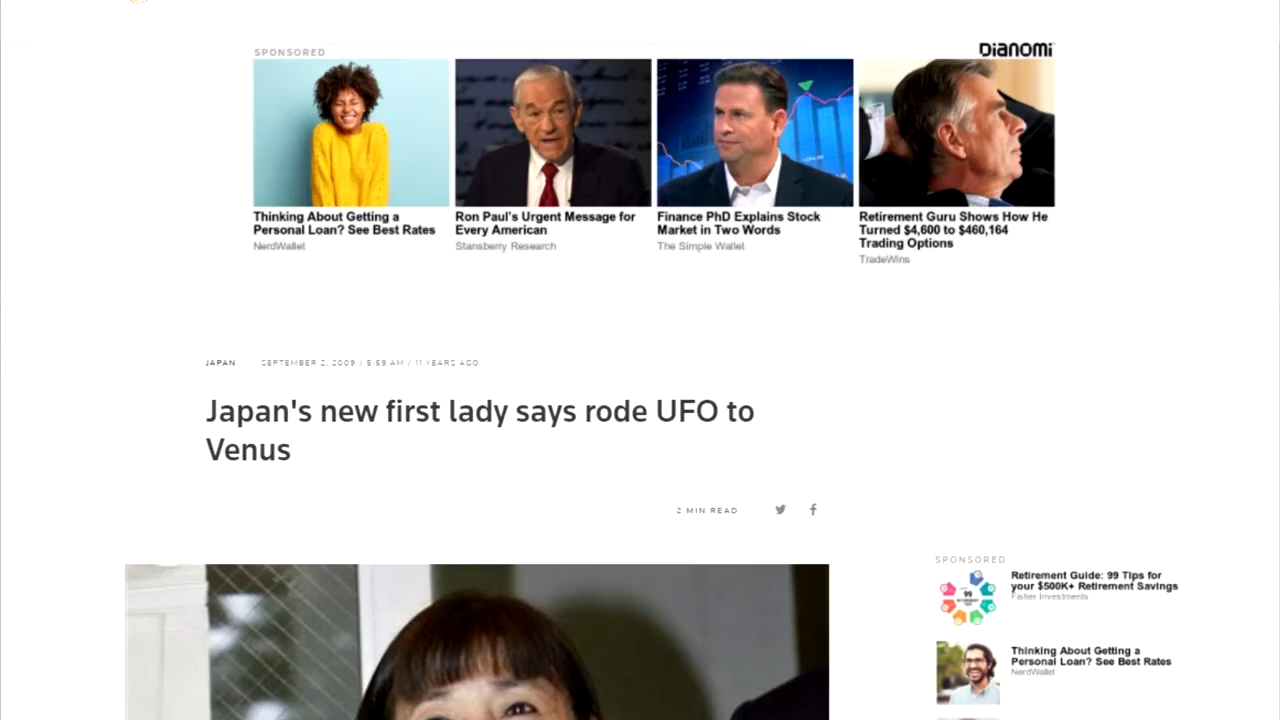 SPONSORED
DIANOMI
Thinking About Getting a
Personal Loan? See Best Rates
NerdWallet
Ron Paul's Urgent Message for
Every American
Stansberry Research
Finance PhD Explains Stock
Market in Two Words
The Simple Wallet
Retirement Guru Shows How He
Turned $4,600 to $460,164
Trading Options
TradeWins
JAPAN SEPTEMBER 2, 2009 / 5:59 AM / 11 YEARS AGO
Japan's new first lady says rode UFO to
Venus
2 MIN READ
SPONSORED
99
Retirement Guide: 99 Tips for
your $500K+ Retirement Savings
Fisher Investments
Thinking About Getting a
Personal Loan? See Best Rates
NerdWallet